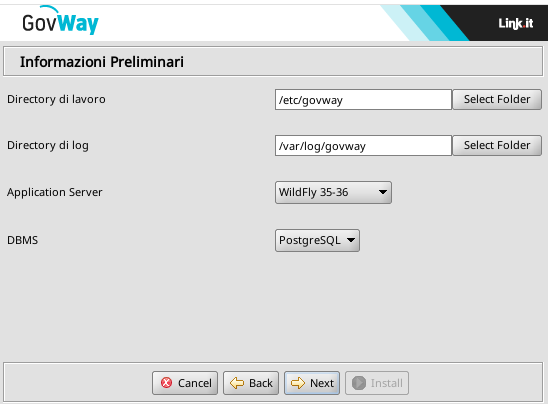 GovWay
Link.it
Informazioni Preliminari
Directory di lavoro
/etc/govway
Select Folder
Directory di log
/var/log/govway
Select Folder
Application Server
WildFly 35-36
DBMS
PostgreSQL
Cancel
Back
Next
Install